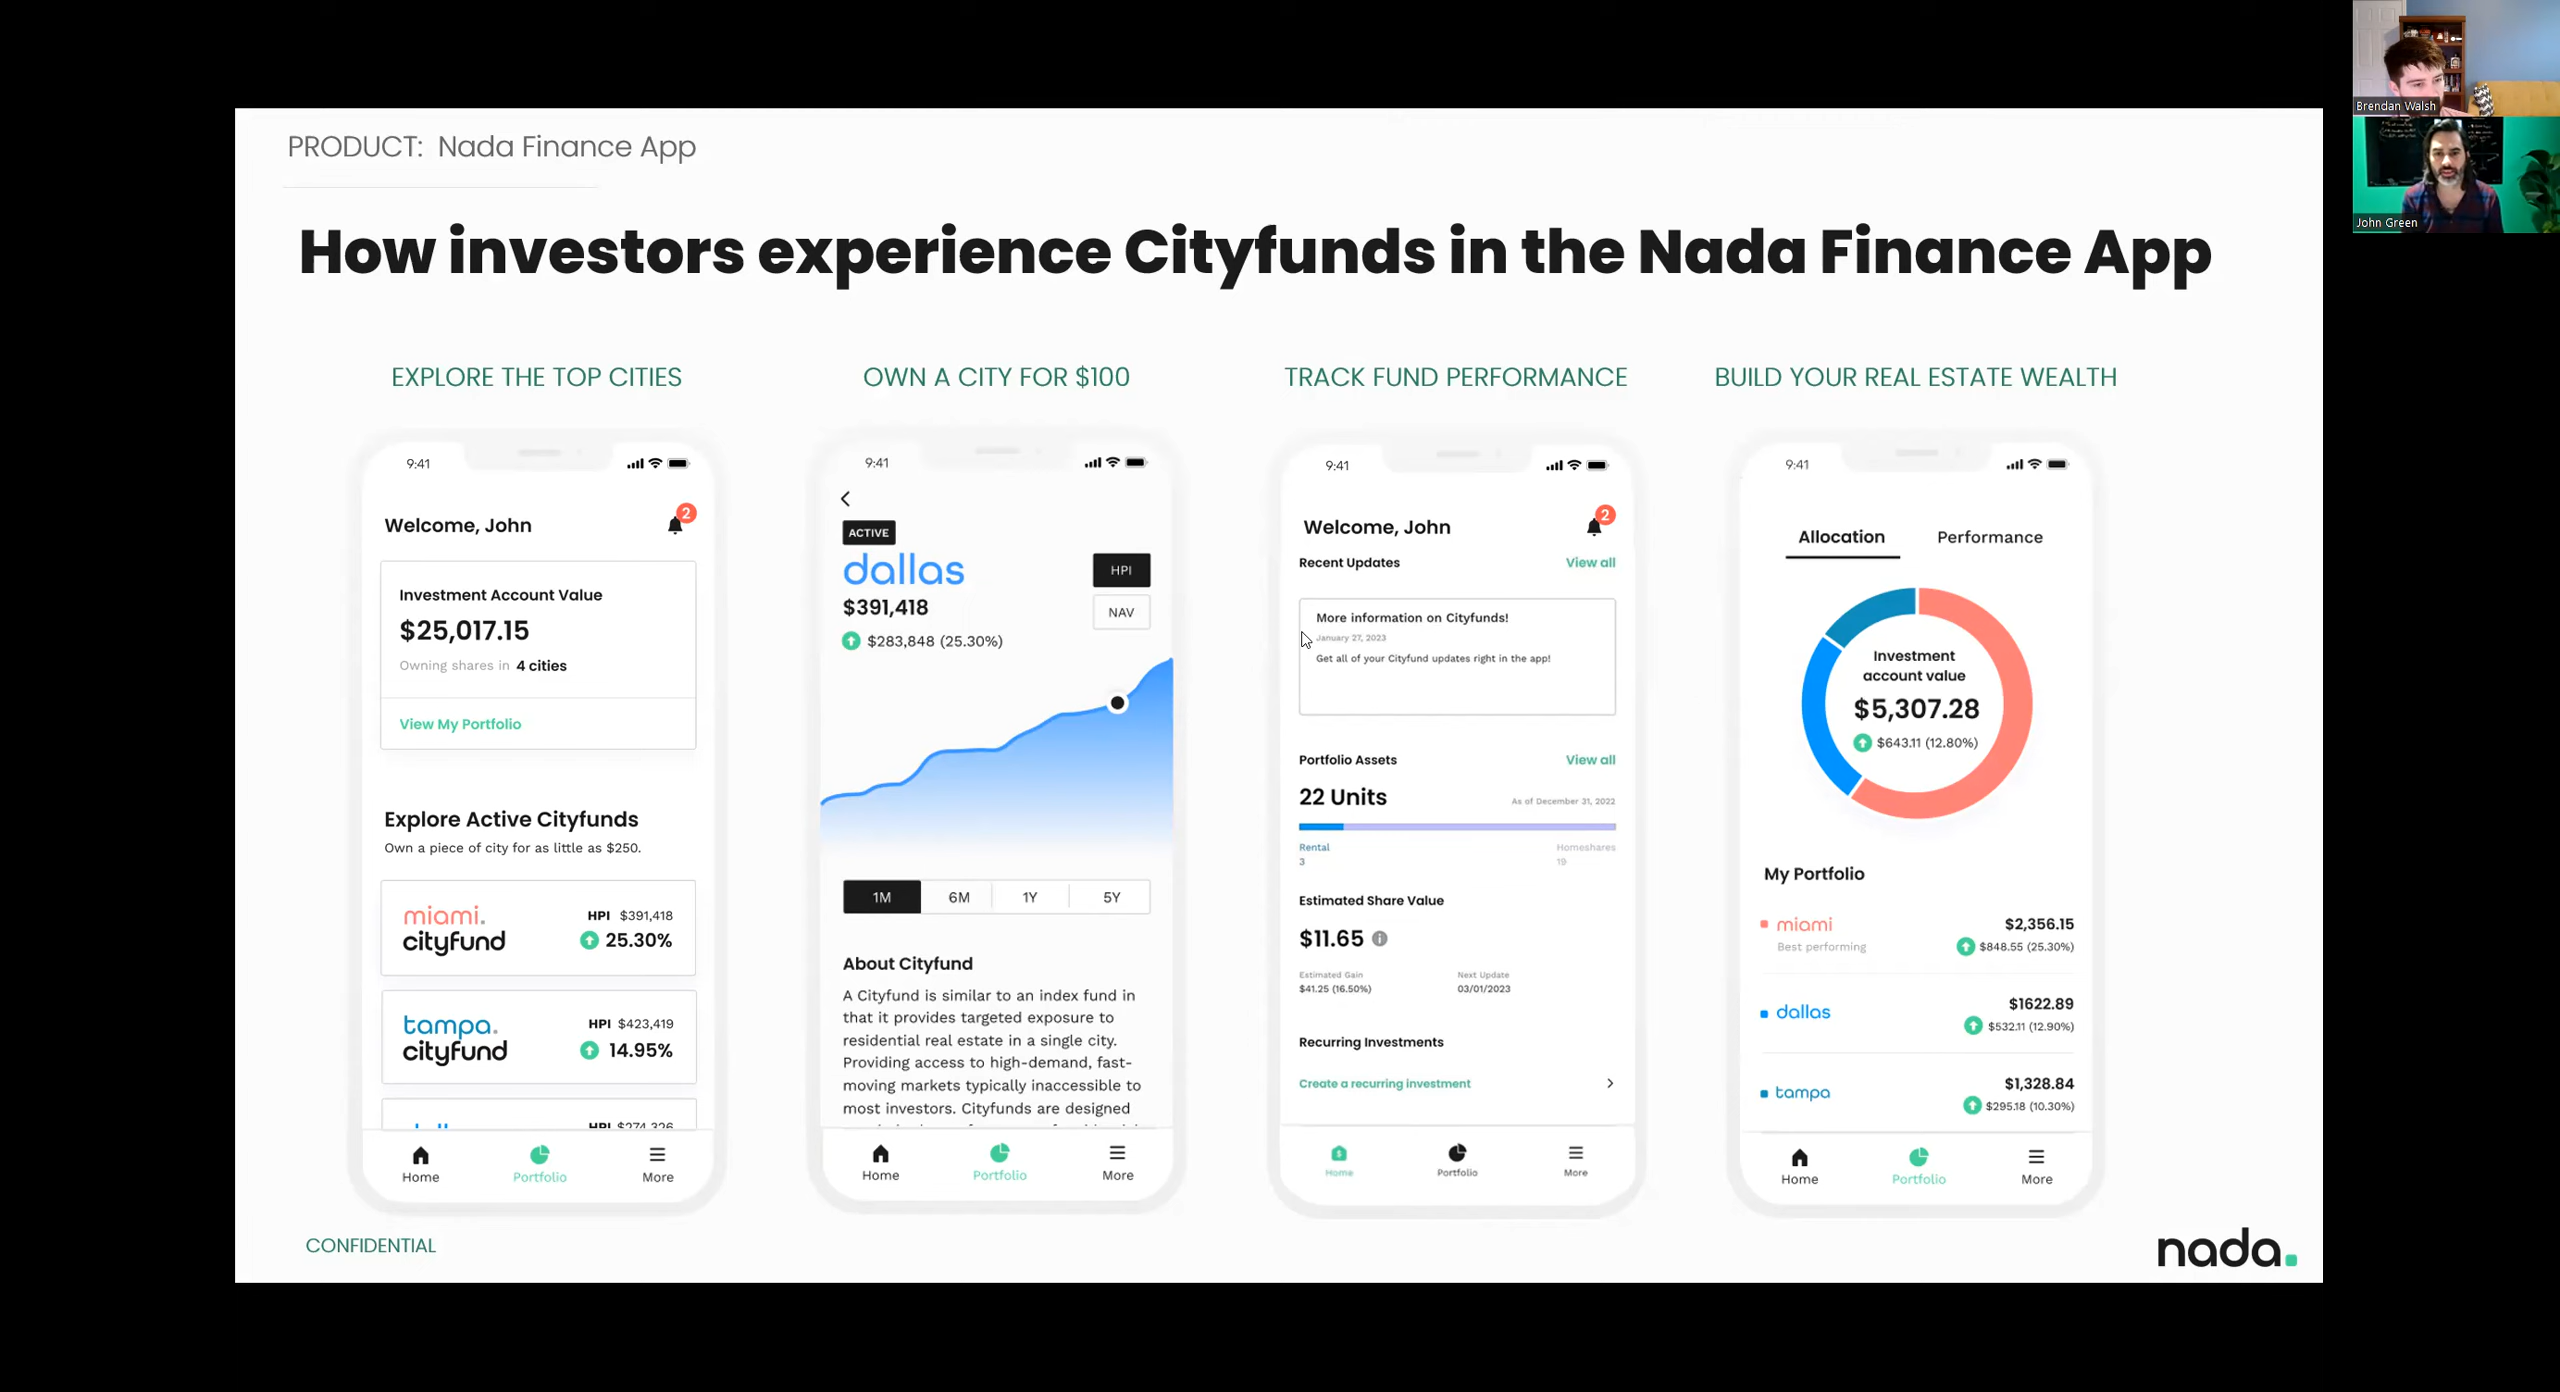 PRODUCT: Nada Finance App
How investors experience Cityfunds in the Nada Finance App
EXPLORE THE TOP CITIES
9:41
Welcome, John
2
Investment Account Value
$25,017.15
Owning shares in 4 cities
View My Portfolio
Explore Active Cityfunds
Own a piece of city for as little as $250.
miami.
cityfund
HPI $391,418
25.30%
tampa.
cityfund
HPI $423,419
14.95%
HPI $274,326
Home
Portfolio
More
OWN A CITY FOR $100
9:41
ACTIVE
dallas
$391,418
$283,848 (25.30%)
HPI
NAV
1M
6M
1Y
5Y
About Cityfund
A Cityfund is similar to an index fund in
that it provides targeted exposure to
residential real estate in a single city.
Providing access to high-demand, fast-
moving markets typically inaccessible to
most investors. Cityfunds are designed
Home
Portfolio
More
TRACK FUND PERFORMANCE
9:41
Welcome, John
2
Recent Updates
View all
More information on Cityfunds!
January 27, 2023
Get all of your Cityfund updates right in the app!
Portfolio Assets
View all
22 Units
As of December 31, 2022
Rental
3
Homeshares
19
Estimated Share Value
$11.65
Estimated Gain
$41.25 (16.50%)
Next Update
03/01/2023
Recurring Investments
Create a recurring investment
Home
Portfolio
More
BUILD YOUR REAL ESTATE WEALTH
9:41
Allocation
Performance
Investment
account value
$5,307.28
$643.11 (12.80%)
My Portfolio
miami
Best performing
$2,356.15
$848.55 (25.30%)
dallas
$1622.89
$532.11 (12.90%)
tampa
$1,328.84
$295.18 (10.30%)
Home
Portfolio
More
CONFIDENTIAL
nada.
Brendan Walsh
John Green